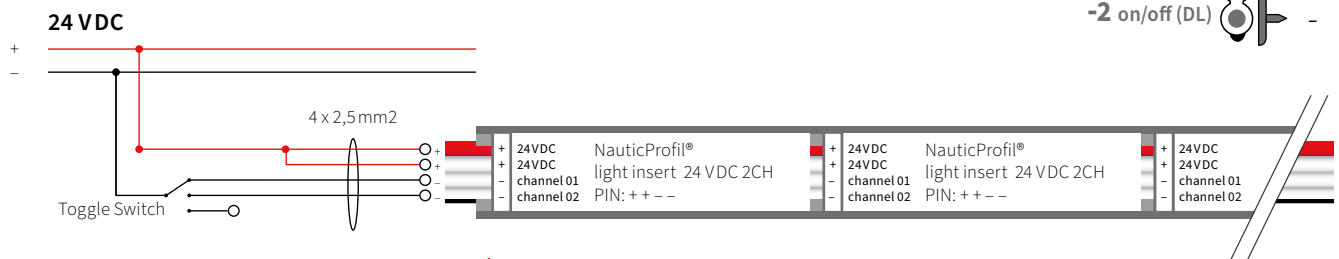 -2 on/off (DL) –
24 VDC
+
–
4 x 2,5 mm2
+
+
–
–
Toggle Switch
+ 24VDC
+ 24VDC
– channel 01
– channel 02
NauticProfil®
light insert 24 VDC 2CH
PIN: + + – –
+ 24VDC
+ 24VDC
– channel 01
– channel 02
NauticProfil®
light insert 24 VDC 2CH
PIN: + + – –
+ 24VDC
+ 24VDC
– channel 01
– channel 02